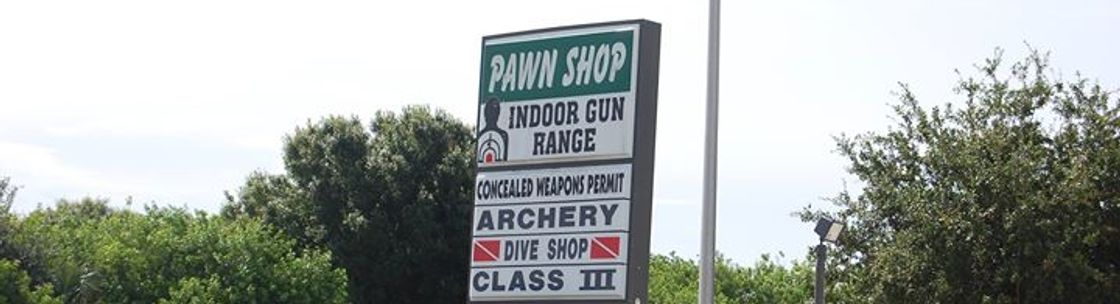 PAWN SHOP
INDOOR GUN
RANGE
CONCEALED WEAPONS PERMIT
ARCHERY
DIVE SHOP
CLASS III